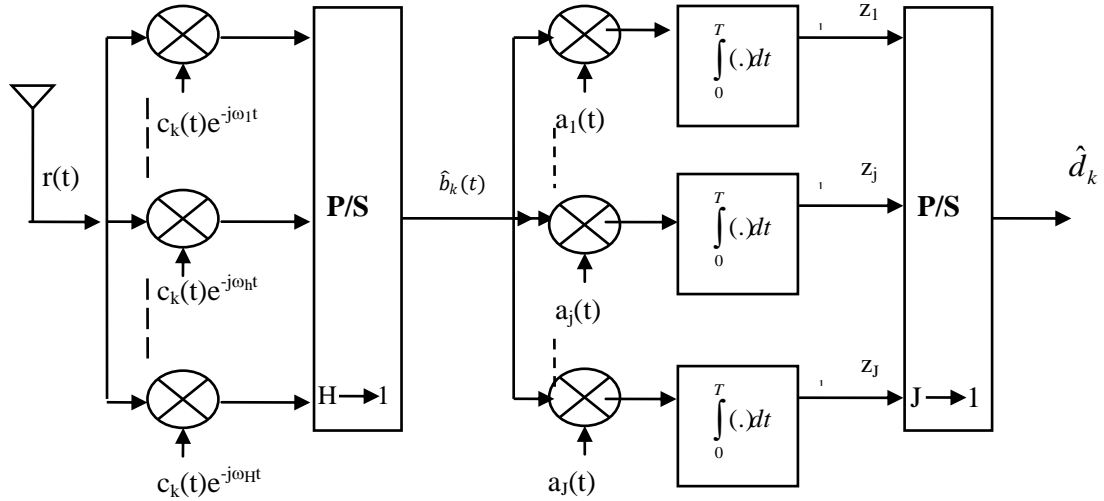 r(t)
c_k(t)e^{-jω_1t}
c_k(t)e^{-jω_ht}
c_k(t)e^{-jω_Ht}
P/S
H 1
b̂_k(t)
a_1(t)
a_j(t)
a_J(t)
∫_0^T (.)dt
∫_0^T (.)dt
∫_0^T (.)dt
z_1
z_j
z_J
P/S
J 1
d̂_k